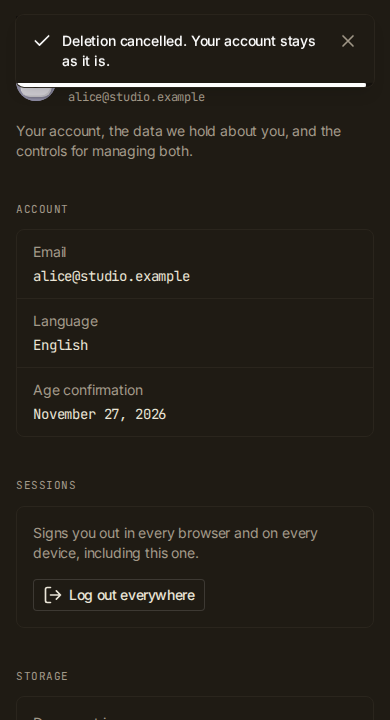 Deletion cancelled. Your account stays
as it is.
alice@studio.example
Your account, the data we hold about you, and the
controls for managing both.
ACCOUNT
Email
alice@studio.example
Language
English
Age confirmation
November 27, 2026
SESSIONS
Signs you out in every browser and on every
device, including this one.
Log out everywhere
STORAGE